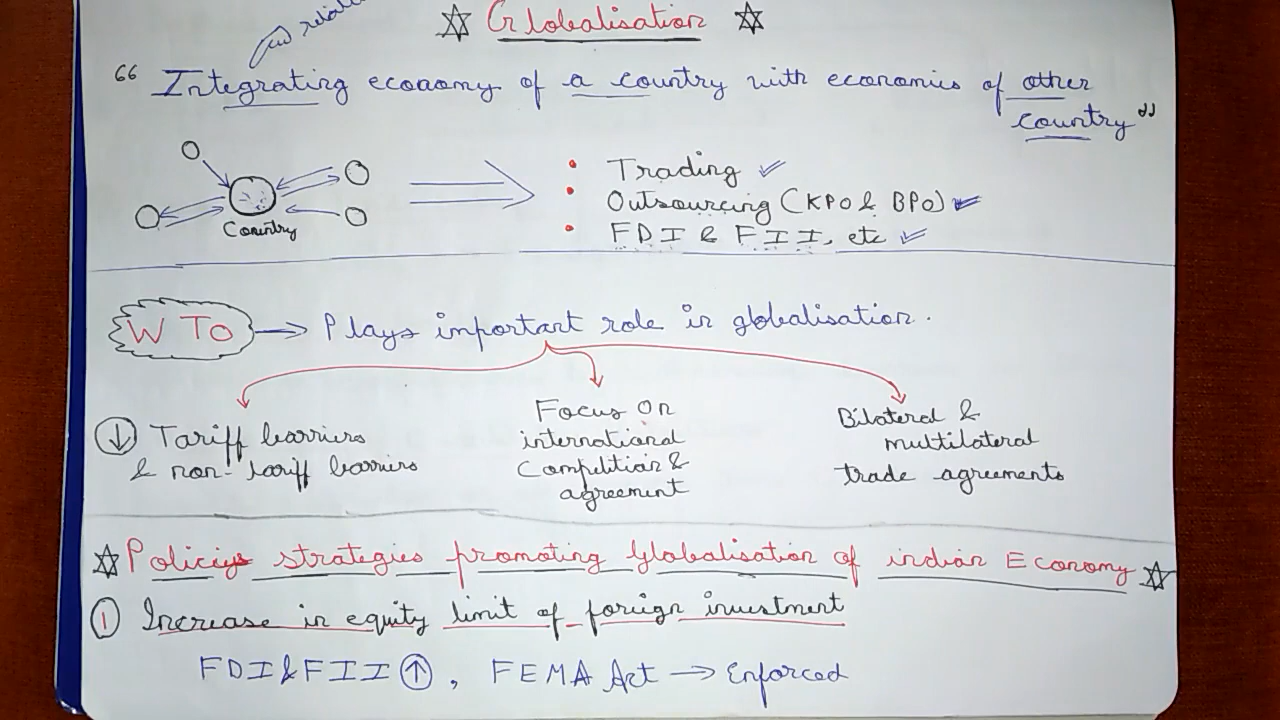 Globalisation
"Integrating economy of a country with economies of other
country"
Country
• Trading
• Outsourcing (KPO & BPO)
• FDI & FII, etc
WTO → Plays important role in globalisation.
↓ Tariff barriers
& non-tariff barriers
Focus on
international
Competition &
agreement
Bilateral &
multilateral
trade agreements
Policiys strategies promoting Globalisation of indian Economy
① Increase in equity limit of foreign investment
FDI & FII ↑, FEMA Act → Enforced